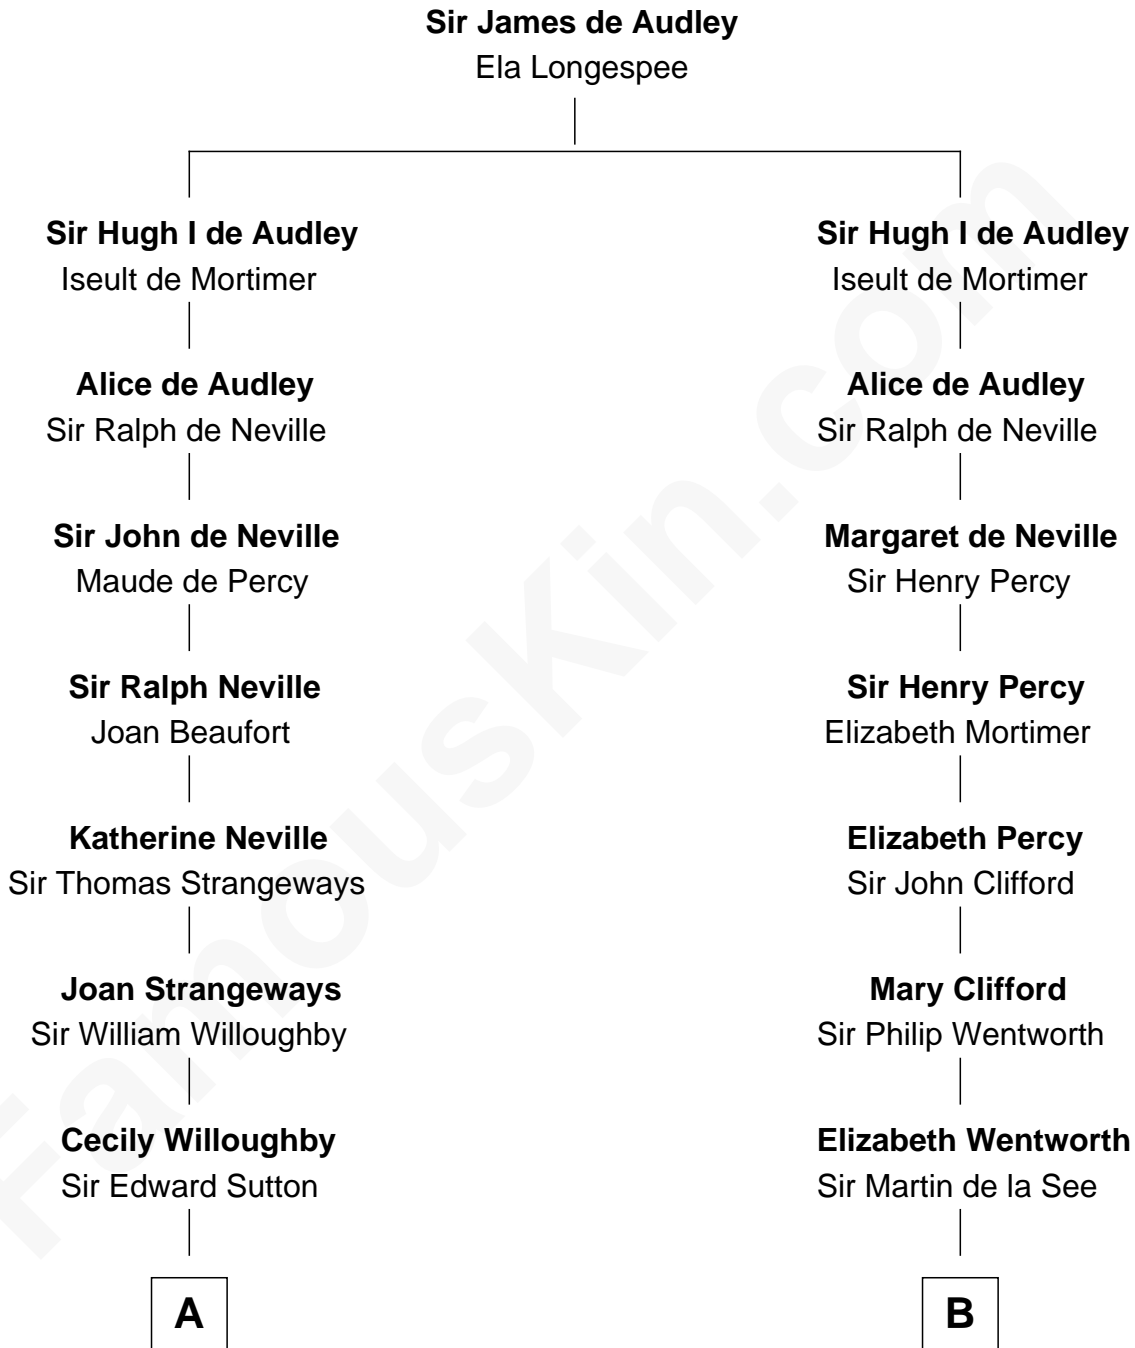 Sir James de Audley
Ela Longespee
Sir Hugh I de Audley
Iseult de Mortimer
Alice de Audley
Sir Ralph de Neville
Sir John de Neville
Maude de Percy
Sir Ralph Neville
Joan Beaufort
Katherine Neville
Sir Thomas Strangeways
Joan Strangeways
Sir William Willoughby
Cecily Willoughby
Sir Edward Sutton
A
Sir Hugh I de Audley
Iseult de Mortimer
Alice de Audley
Sir Ralph de Neville
Margaret de Neville
Sir Henry Percy
Sir Henry Percy
Elizabeth Mortimer
Elizabeth Percy
Sir John Clifford
Mary Clifford
Sir Philip Wentworth
Elizabeth Wentworth
Sir Martin de la See
B
FamousKin.com